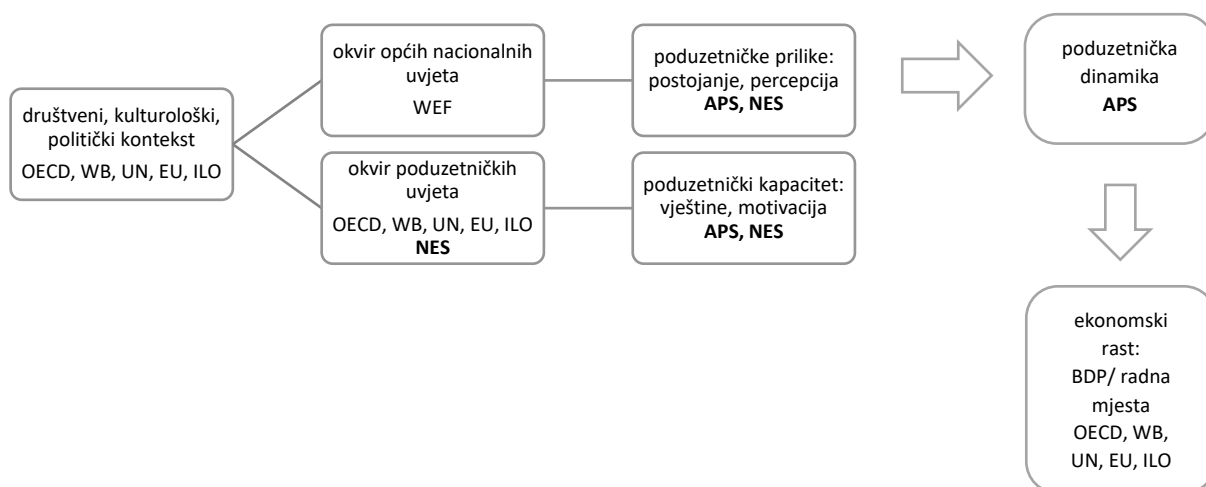 društveni, kulturološki,
politički kontekst
OECD, WB, UN, EU, ILO
okvir općih nacionalnih
uvjeta
WEF
okvir poduzetničkih
uvjeta
OECD, WB, UN, EU, ILO
NES
poduzetničke prilike:
postojanje, percepcija
APS, NES
poduzetnički kapacitet:
vještine, motivacija
APS, NES
poduzetnička
dinamika
APS
ekonomski
rast:
BDP/ radna
mjesta
OECD, WB,
UN, EU, ILO